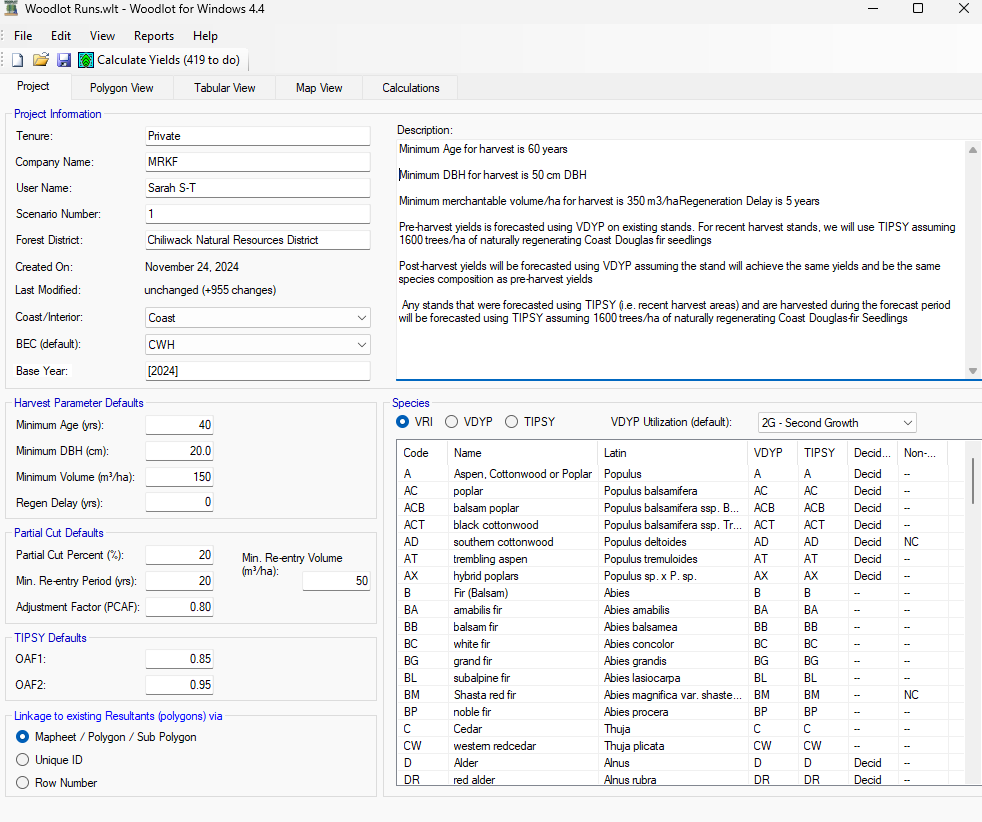 Woodlot Runs.wlt - Woodlot for Windows 4.4
File Edit View Reports Help
Calculate Yields (419 to do)
Project Polygon View Tabular View Map View Calculations
Project Information
Tenure: Private
Company Name: MRKF
User Name: Sarah S-T
Scenario Number: 1
Forest District: Chiliwack Natural Resources District
Created On: November 24, 2024
Last Modified: unchanged (+955 changes)
Coast/Interior: Coast
BEC (default): CWH
Base Year: [2024]
Description:
Minimum Age for harvest is 60 years
Minimum DBH for harvest is 50 cm DBH
Minimum merchantable volume/ha for harvest is 350 m3/haRegeneration Delay is 5 years
Pre-harvest yields is forecasted using VDYP on existing stands. For recent harvest stands, we will use TIPSY assuming
1600 trees/ha of naturally regenerating Coast Douglas fir seedlings
Post-harvest yields will be forecasted using VDYP assuming the stand will achieve the same yields and be the same
species composition as pre-harvest yields
Any stands that were forecasted using TIPSY (i.e. recent harvest areas) and are harvested during the forecast period
will be forecasted using TIPSY assuming 1600 trees/ha of naturally regenerating Coast Douglas-fir Seedlings
Harvest Parameter Defaults
Minimum Age (yrs): 40
Minimum DBH (cm): 20.0
Minimum Volume (m³/ha): 150
Regen Delay (yrs): 0
Partial Cut Defaults
Partial Cut Percent (%): 20
Min. Re-entry Period (yrs): 20
Adjustment Factor (PCAF): 0.80
Min. Re-entry Volume
(m³/ha): 50
TIPSY Defaults
OAF1: 0.85
OAF2: 0.95
Linkage to existing Resultants (polygons) via
Mapheet / Polygon / Sub Polygon
Unique ID
Row Number
Species
VRI VDYP TIPSY VDYP Utilization (default): 2G - Second Growth
Code Name Latin VDYP TIPSY Decid... Non-...
A Aspen, Cottonwood or Poplar Populus A A Decid --
AC poplar Populus balsamifera AC AC Decid --
ACB balsam poplar Populus balsamifera ssp. B... ACB ACB Decid --
ACT black cottonwood Populus balsamifera ssp. Tr... ACT ACT Decid --
AD southern cottonwood Populus deltoides AD AD Decid NC
AT trembling aspen Populus tremuloides AT AT Decid --
AX hybrid poplars Populus sp. x P. sp. AX AX Decid --
B Fir (Balsam) Abies B B -- --
BA amabilis fir Abies amabilis BA BA -- --
BB balsam fir Abies balsamea BB BB -- --
BC white fir Abies concolor BC BC -- --
BG grand fir Abies grandis BG BG -- --
BL subalpine fir Abies lasiocarpa BL BL -- --
BM Shasta red fir Abies magnifica var. shaste... BM BM -- NC
BP noble fir Abies procera BP BP -- --
C Cedar Thuja C C -- --
CW western redcedar Thuja plicata CW CW -- --
D Alder Alnus D D Decid --
DR red alder Alnus rubra DR DR Decid --